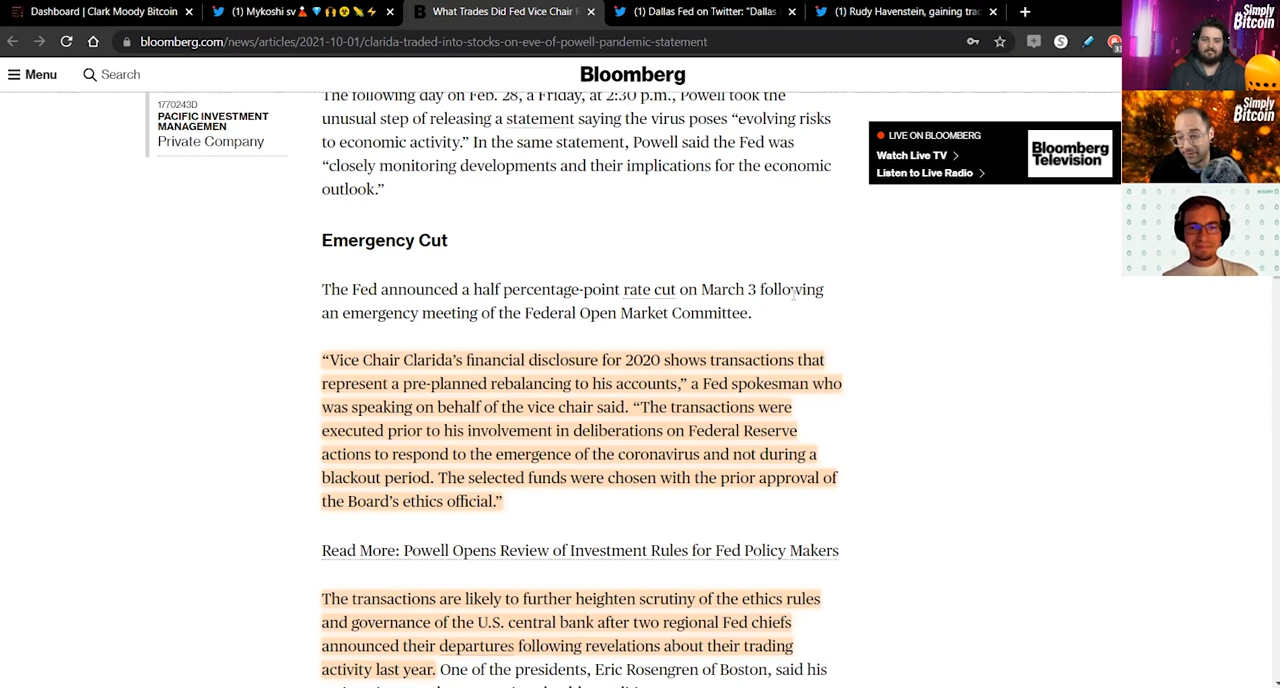 Dashboard | Clark Moody Bitcoin
(1) Mykoshi sv
What Trades Did Fed Vice Chair
(1) Dallas Fed on Twitter: "Dallas
(1) Rudy Havenstein, gaining trac
bloomberg.com/news/articles/2021-10-01/clarida-traded-into-stocks-on-eve-of-powell-pandemic-statement
Menu
Search
Bloomberg
1770243D
PACIFIC INVESTMENT
MANAGEMEN
Private Company
The following day on Feb. 28, a Friday, at 2:30 p.m., Powell took the
unusual step of releasing a statement saying the virus poses “evolving risks
to economic activity.” In the same statement, Powell said the Fed was
“closely monitoring developments and their implications for the economic
outlook.”
LIVE ON BLOOMBERG
Watch Live TV >
Listen to Live Radio >
Bloomberg
Television
Simply
Bitcoin
Simply
Bitcoin
Emergency Cut
The Fed announced a half percentage-point rate cut on March 3 following
an emergency meeting of the Federal Open Market Committee.
“Vice Chair Clarida’s financial disclosure for 2020 shows transactions that
represent a pre-planned rebalancing to his accounts,” a Fed spokesman who
was speaking on behalf of the vice chair said. “The transactions were
executed prior to his involvement in deliberations on Federal Reserve
actions to respond to the emergence of the coronavirus and not during a
blackout period. The selected funds were chosen with the prior approval of
the Board’s ethics official.”
Read More: Powell Opens Review of Investment Rules for Fed Policy Makers
The transactions are likely to further heighten scrutiny of the ethics rules
and governance of the U.S. central bank after two regional Fed chiefs
announced their departures following revelations about their trading
activity last year. One of the presidents, Eric Rosengren of Boston, said his